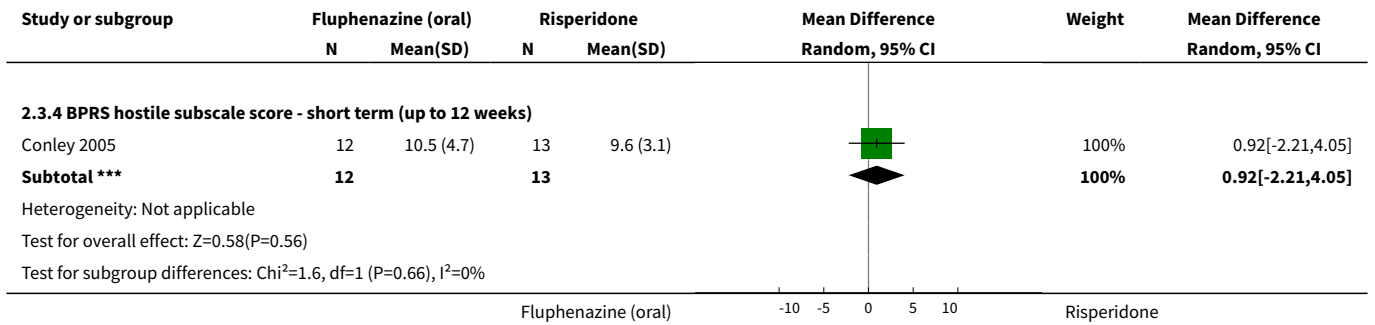 Study or subgroup Fluphenazine (oral) Risperidone Mean Difference Weight Mean Difference
N Mean(SD) N Mean(SD) Random, 95% CI Random, 95% CI
2.3.4 BPRS hostile subscale score - short term (up to 12 weeks)
Conley 2005 12 10.5 (4.7) 13 9.6 (3.1) 100% 0.92[-2.21,4.05]
Subtotal *** 12 13 100% 0.92[-2.21,4.05]
Heterogeneity: Not applicable
Test for overall effect: Z=0.58(P=0.56)
Test for subgroup differences: Chi²=1.6, df=1 (P=0.66), I²=0%
Fluphenazine (oral) -10 -5 0 5 10 Risperidone